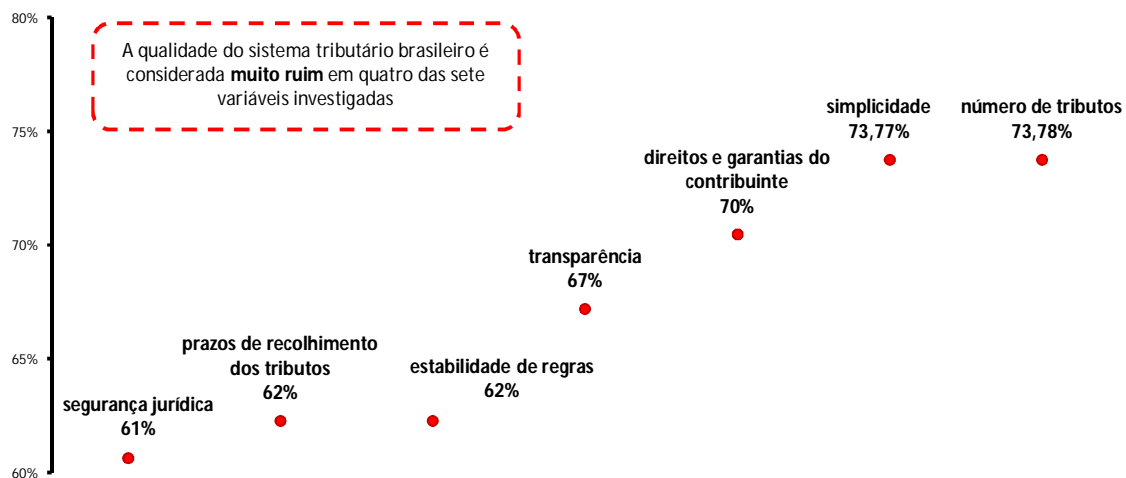 80%
A qualidade do sistema tributário brasileiro é
considerada muito ruim em quatro das sete
variáveis investigadas
simplicidade
73,77%
número de tributos
73,78%
75%
direitos e garantias do
contribuinte
70%
70%
transparência
67%
prazos de recolhimento
dos tributos
62%
estabilidade de regras
62%
65%
segurança jurídica
61%
60%